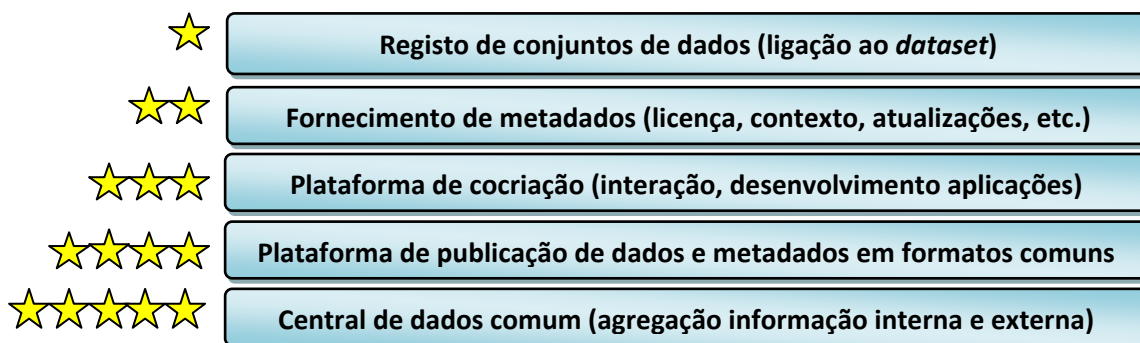 Registo de conjuntos de dados (ligação ao dataset)
Fornecimento de metadados (licença, contexto, atualizações, etc.)
Plataforma de cocriação (interação, desenvolvimento aplicações)
Plataforma de publicação de dados e metadados em formatos comuns
Central de dados comum (agregação informação interna e externa)